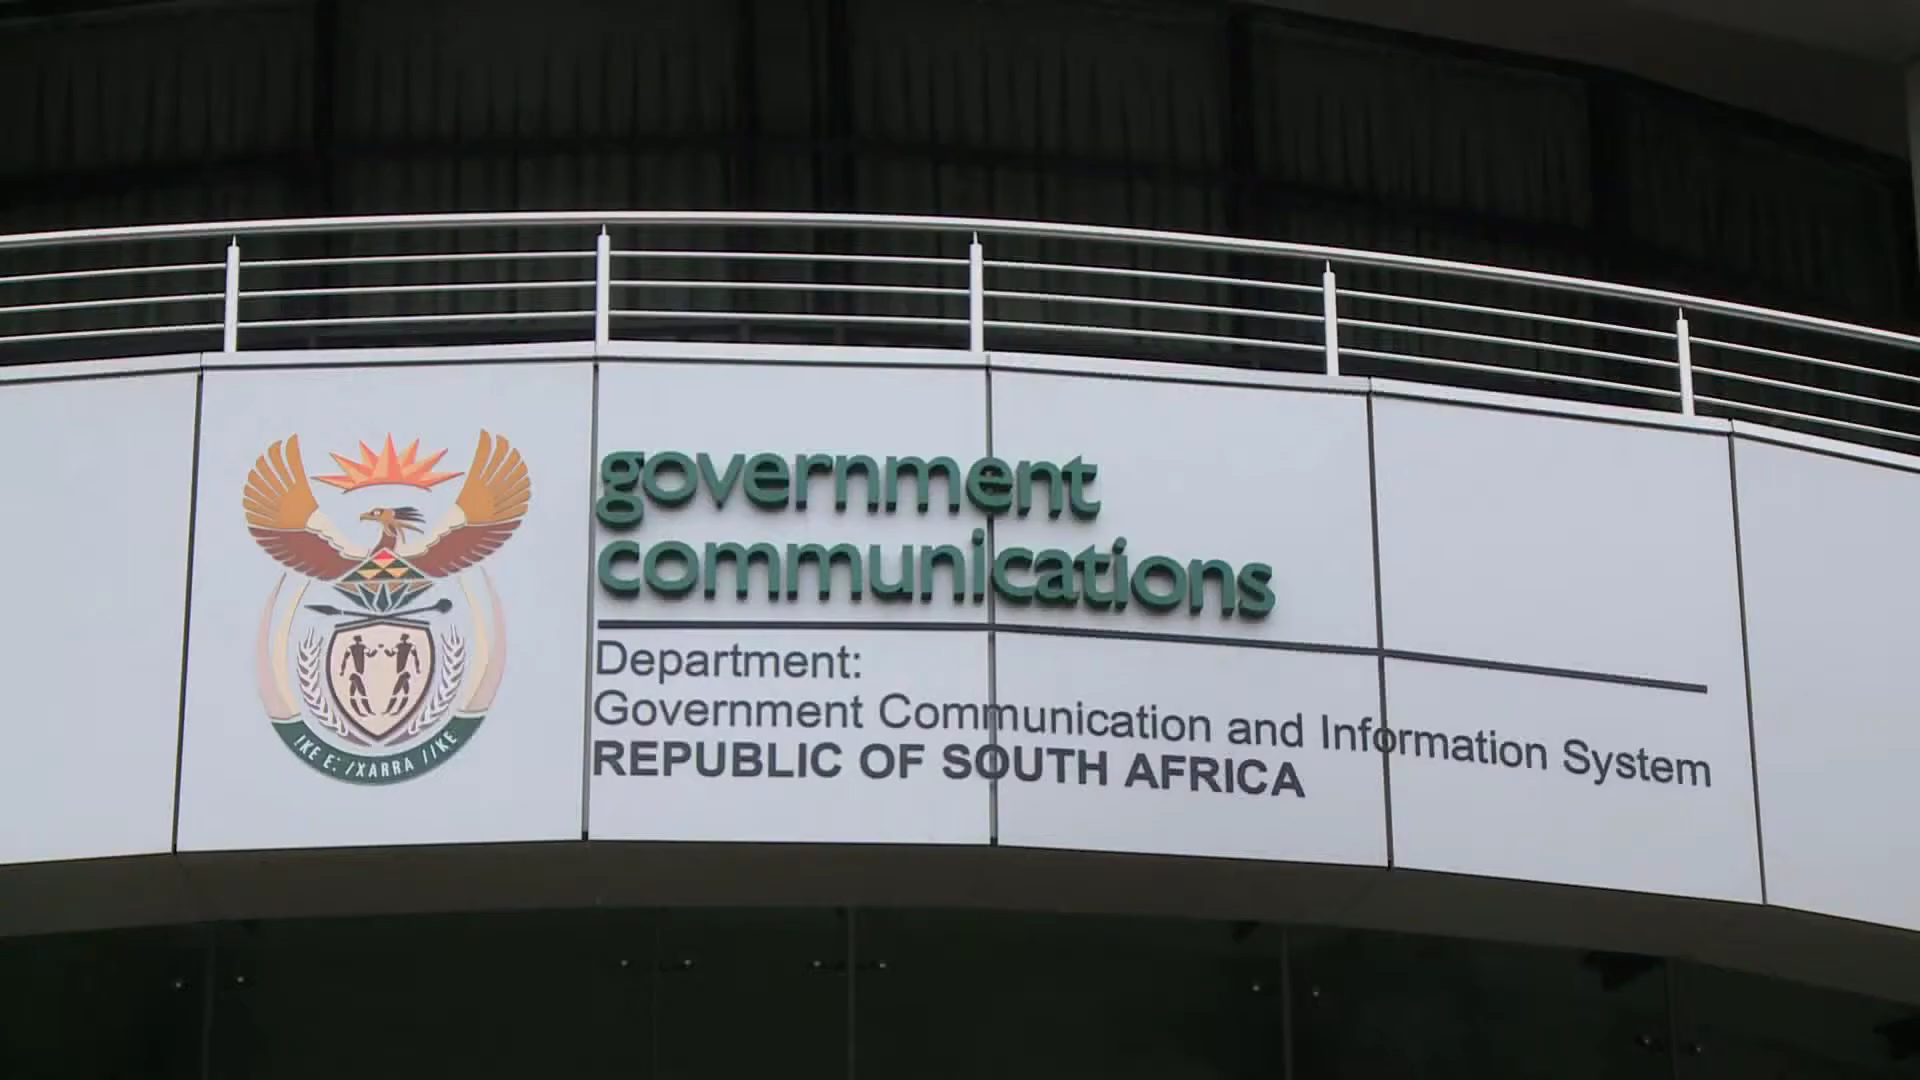 government
communications
Department:
Government Communication and Information System
REPUBLIC OF SOUTH AFRICA
!KE E: /XARRA //KE